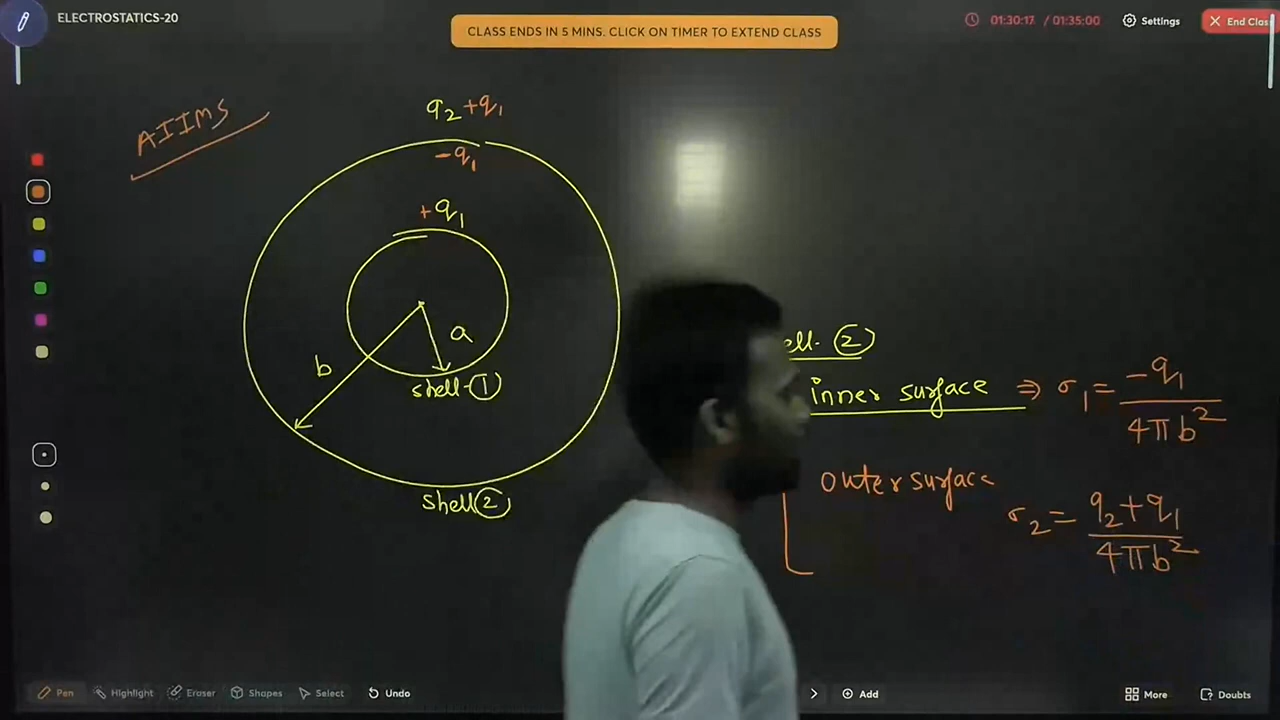 ELECTROSTATICS-20
CLASS ENDS IN 5 MINS. CLICK ON TIMER TO EXTEND CLASS
01:30:17 / 01:35:00
Settings
End Clas
AIIMS
q₂+q₁
-q₁
+q₁
a
b
shell-①
shell②
ell-②
inner surface ⇒ σ₁ = -q₁ / 4πb²
outer surface
σ₂ = q₂+q₁ / 4πb²
Pen
Highlight
Eraser
Shapes
Select
Undo
Add
More
Doubts